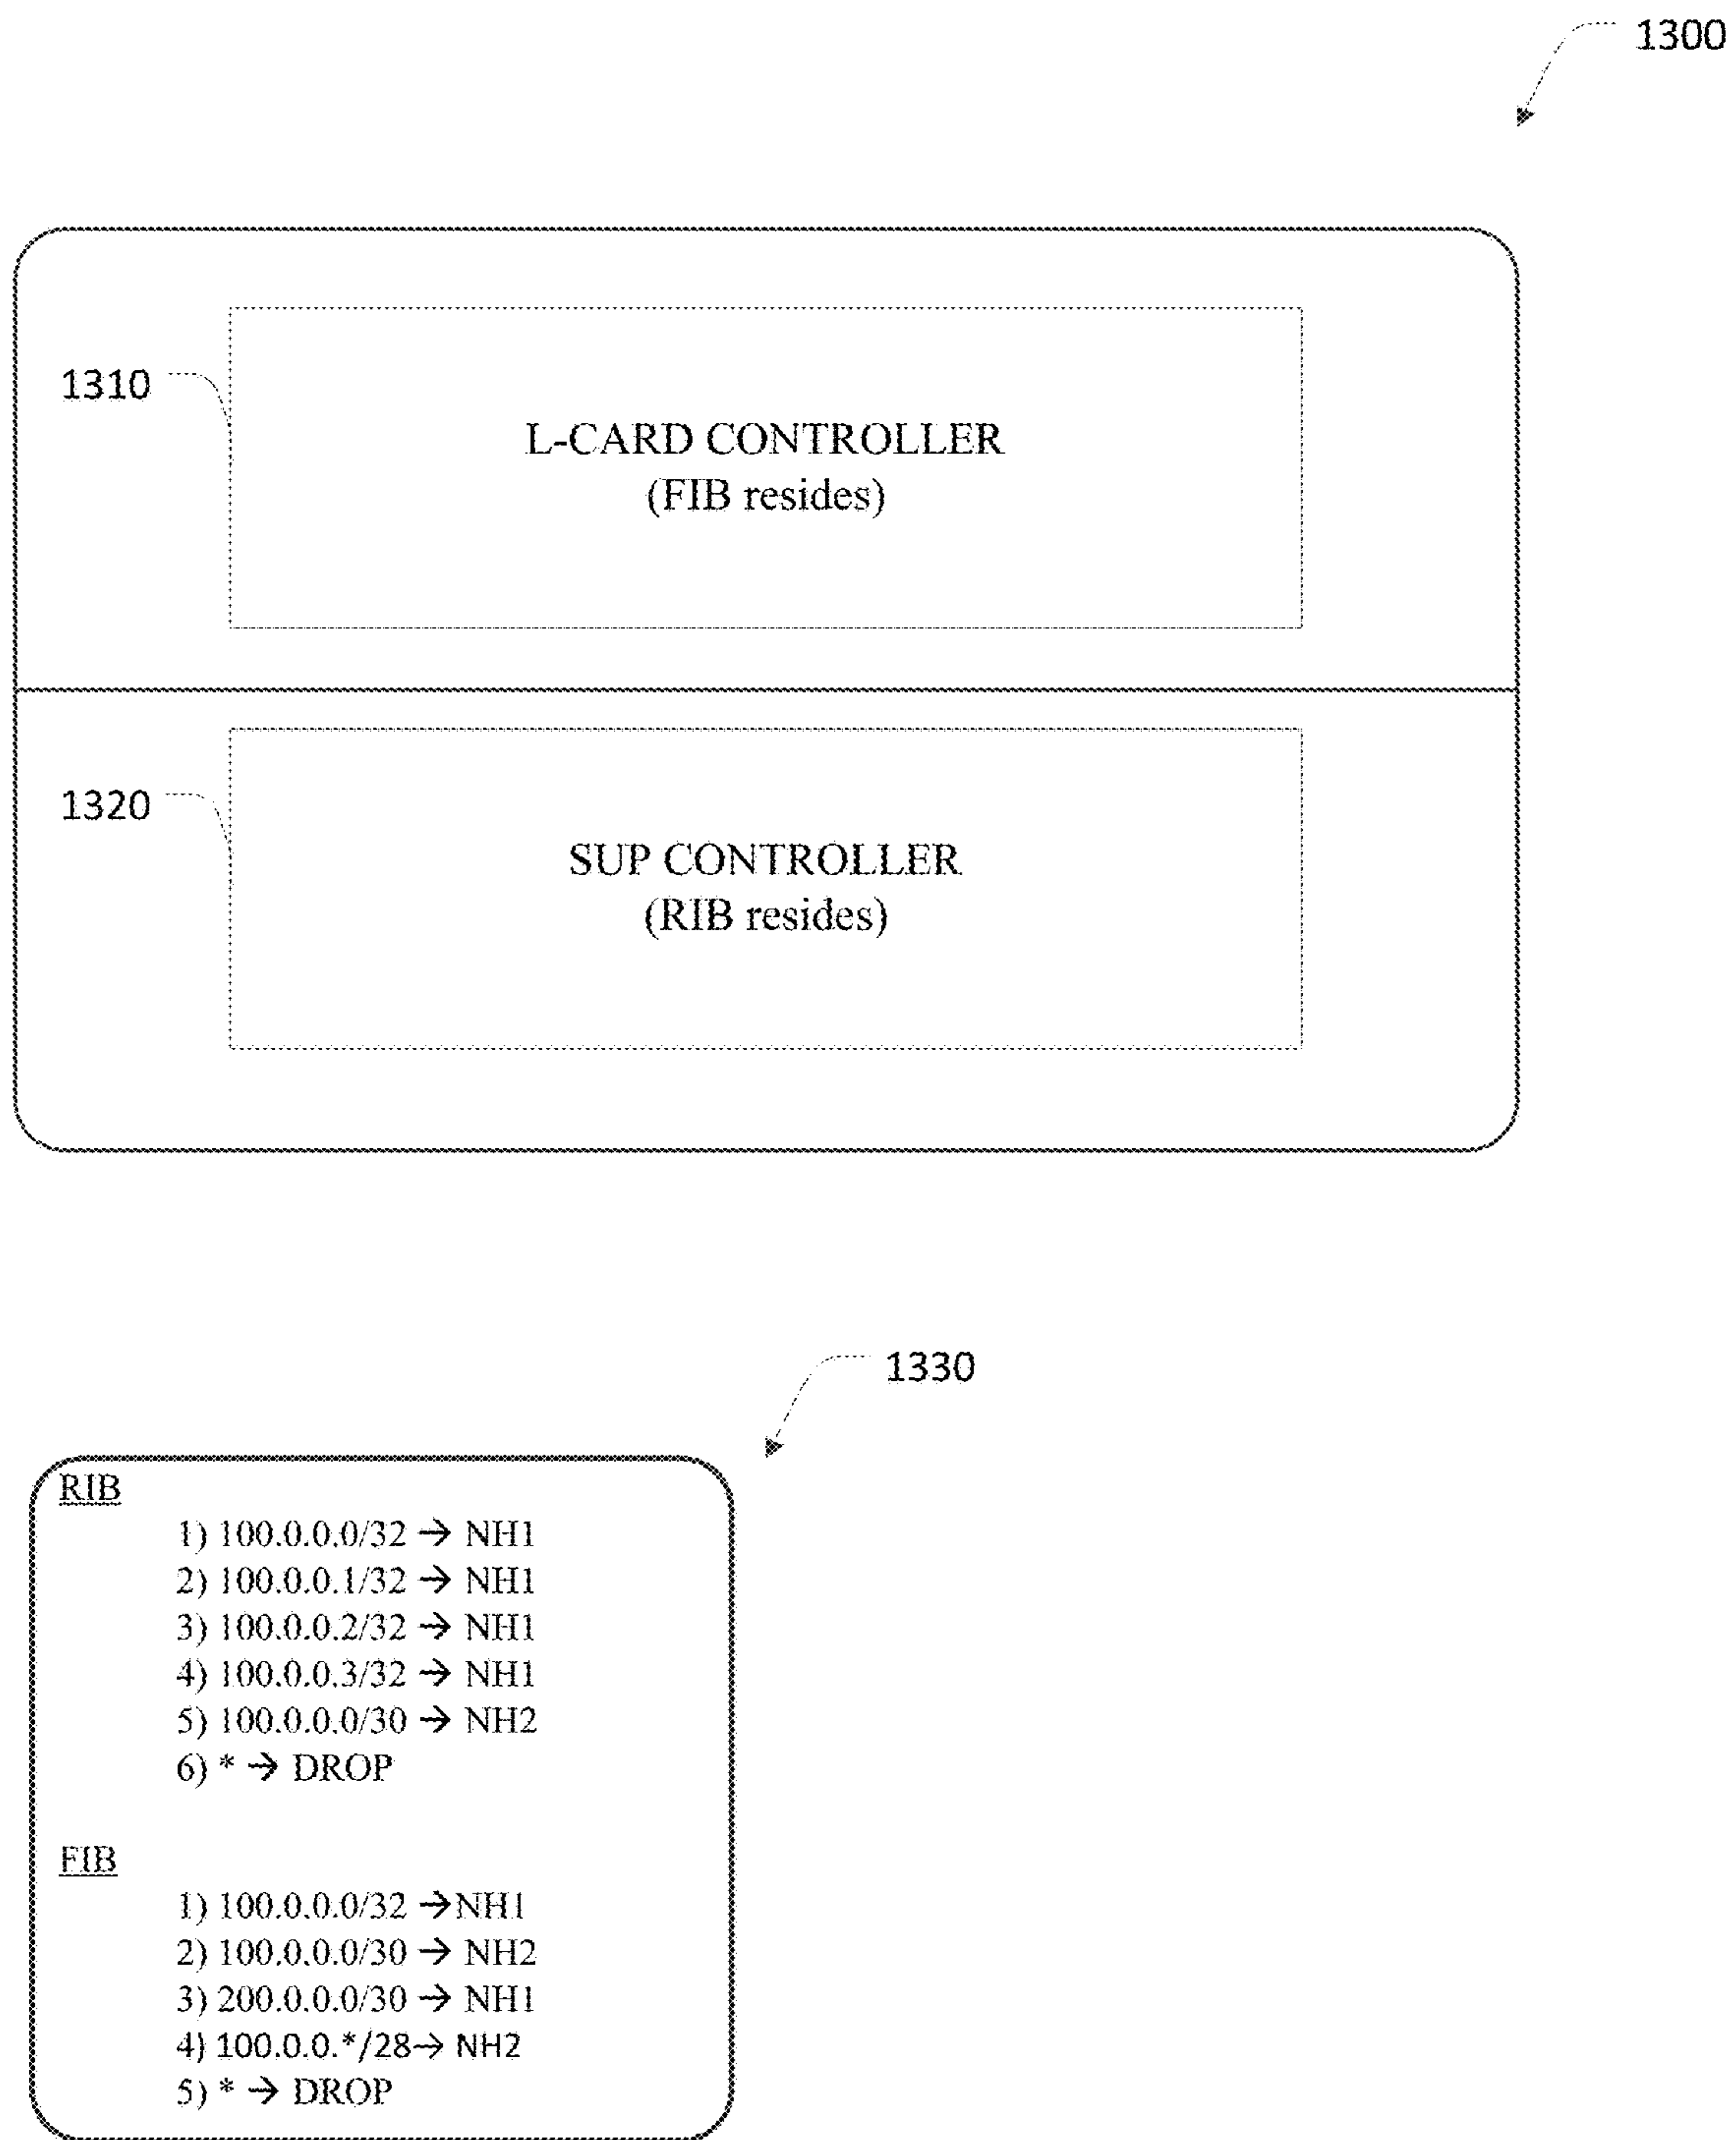 1300
1310
L-CARD CONTROLLER
(FIB resides)
1320
SUP CONTROLLER
(RIB resides)
1330
RIB
1) 100.0.0.0/32 → NH1
2) 100.0.0.1/32 → NH1
3) 100.0.0.2/32 → NH1
4) 100.0.0.3/32 → NH1
5) 100.0.0.0/30 → NH2
6) * → DROP
FIB
1) 100.0.0.0/32 →NH1
2) 100.0.0.0/30 → NH2
3) 200.0.0.0/30 → NH1
4) 100.0.0.*/28→ NH2
5) * → DROP